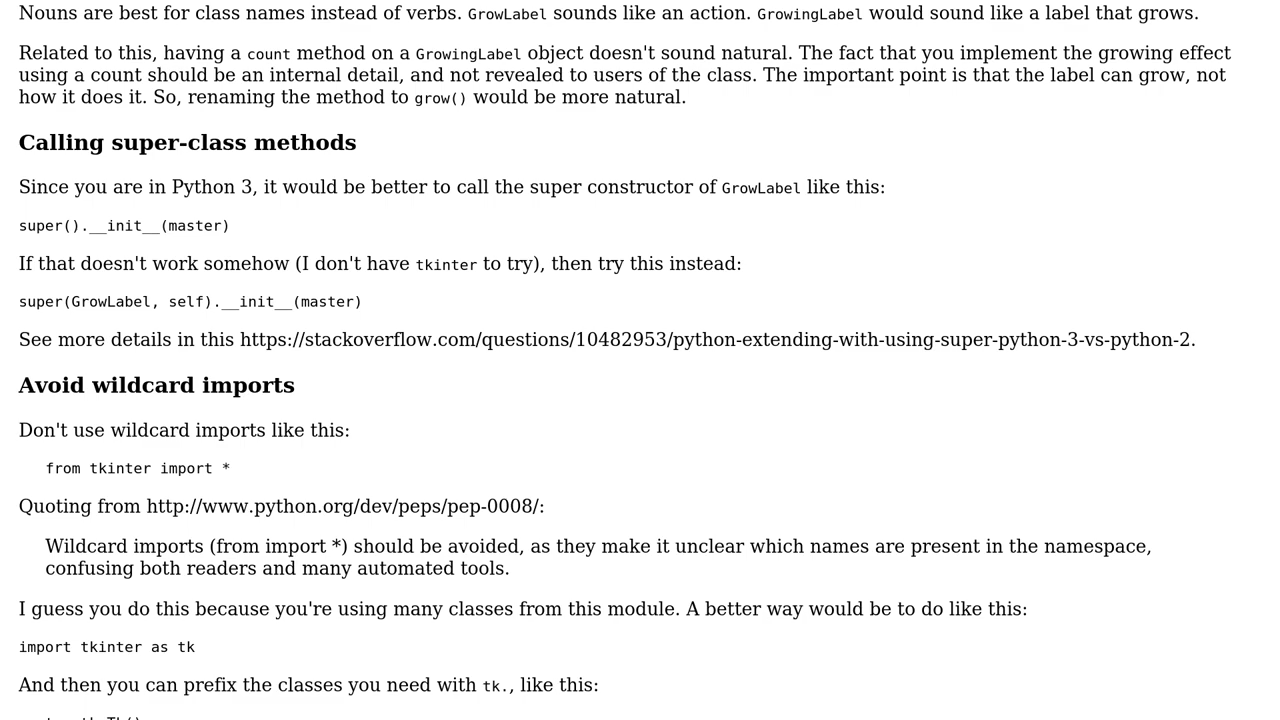 Nouns are best for class names instead of verbs. GrowLabel sounds like an action. GrowingLabel would sound like a label that grows.
Related to this, having a count method on a GrowingLabel object doesn't sound natural. The fact that you implement the growing effect
using a count should be an internal detail, and not revealed to users of the class. The important point is that the label can grow, not
how it does it. So, renaming the method to grow() would be more natural.
Calling super-class methods
Since you are in Python 3, it would be better to call the super constructor of GrowLabel like this:
super().__init__(master)
If that doesn't work somehow (I don't have tkinter to try), then try this instead:
super(GrowLabel, self).__init__(master)
See more details in this https://stackoverflow.com/questions/10482953/python-extending-with-using-super-python-3-vs-python-2.
Avoid wildcard imports
Don't use wildcard imports like this:
from tkinter import *
Quoting from http://www.python.org/dev/peps/pep-0008/:
Wildcard imports (from import *) should be avoided, as they make it unclear which names are present in the namespace,
confusing both readers and many automated tools.
I guess you do this because you're using many classes from this module. A better way would be to do like this:
import tkinter as tk
And then you can prefix the classes you need with tk., like this: